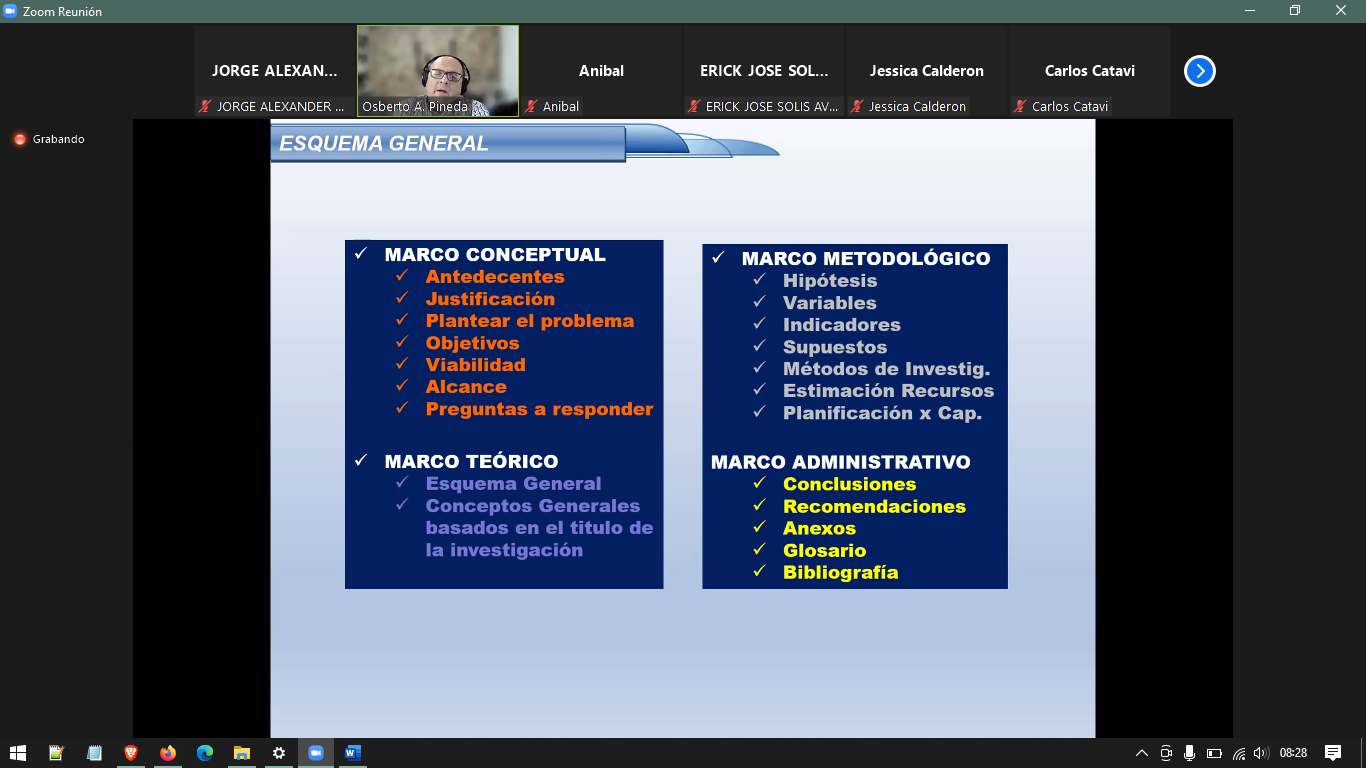 Zoom Reunión
JORGE ALEXAN...
Anibal
ERICK JOSE SOL...
Jessica Calderon
Carlos Catavi
JORGE ALEXANDER ...
Osberto A. Pineda
Anibal
ERICK JOSE SOLIS AV...
Jessica Calderon
Carlos Catavi
Grabando
ESQUEMA GENERAL
MARCO CONCEPTUAL
Antedecentes
Justificación
Plantear el problema
Objetivos
Viabilidad
Alcance
Preguntas a responder
MARCO TEÓRICO
Esquema General
Conceptos Generales
basados en el titulo de
la investigación
MARCO METODOLÓGICO
Hipótesis
Variables
Indicadores
Supuestos
Métodos de Investig.
Estimación Recursos
Planificación x Cap.
MARCO ADMINISTRATIVO
Conclusiones
Recomendaciones
Anexos
Glosario
Bibliografía
08:28